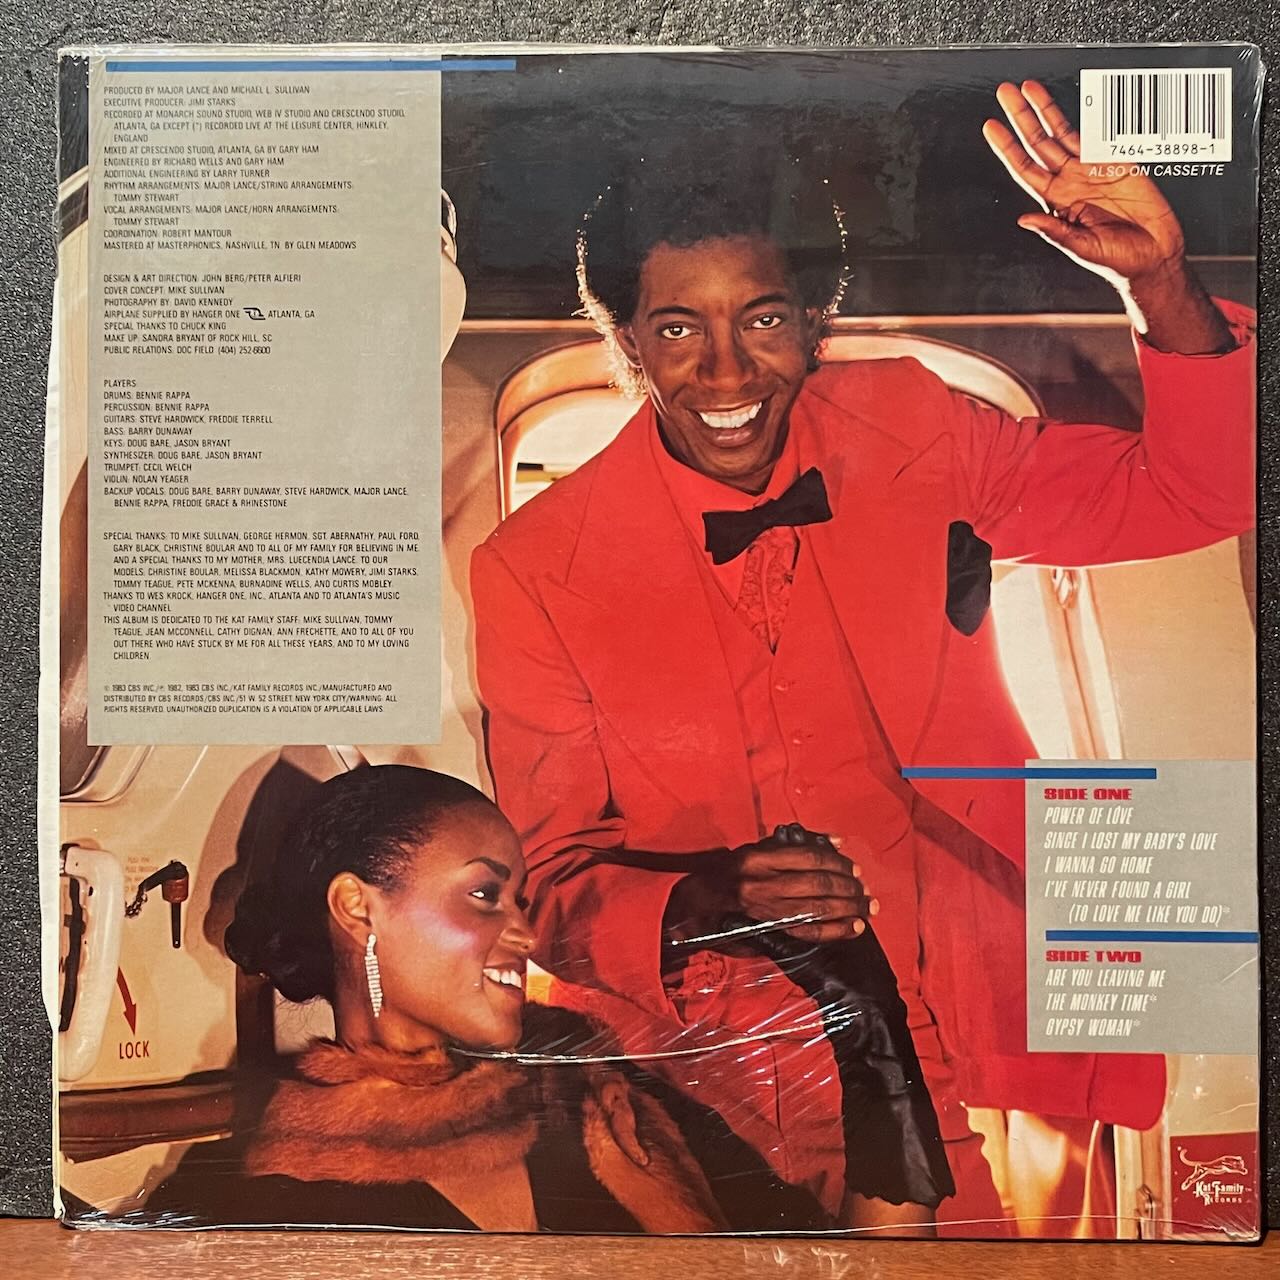 PRODUCED BY MAJOR LANCE AND MICHAEL L. SULLIVAN
EXECUTIVE PRODUCER: JIMI STARKS
RECORDED AT MONARCH SOUND STUDIO, WEB IV STUDIO AND CRESCENDO STUDIO,
ATLANTA, GA EXCEPT (*) RECORDED LIVE AT THE LEISURE CENTER, HINKLEY,
ENGLAND
MIXED AT CRESCENDO STUDIO, ATLANTA, GA BY GARY HAM
ENGINEERED BY RICHARD WELLS AND GARY HAM
ADDITIONAL ENGINEERING BY LARRY TURNER
RHYTHM ARRANGEMENTS: MAJOR LANCE/STRING ARRANGEMENTS:
TOMMY STEWART
VOCAL ARRANGEMENTS: MAJOR LANCE/HORN ARRANGEMENTS:
TOMMY STEWART
COORDINATION: ROBERT MANTOUR
MASTERED AT MASTERPHONICS, NASHVILLE, TN. BY GLEN MEADOWS
DESIGN & ART DIRECTION: JOHN BERG/PETER ALFIERI
COVER CONCEPT: MIKE SULLIVAN
PHOTOGRAPHY BY: DAVID KENNEDY
AIRPLANE SUPPLIED BY HANGER ONE ATLANTA, GA
SPECIAL THANKS TO CHUCK KING
MAKE UP: SANDRA BRYANT OF ROCK HILL, SC
PUBLIC RELATIONS: DOC FIELD (404) 252-6600
PLAYERS
DRUMS: BENNIE RAPPA
PERCUSSION: BENNIE RAPPA
GUITARS: STEVE HARDWICK, FREDDIE TERRELL
BASS: BARRY DUNAWAY
KEYS: DOUG BARE, JASON BRYANT
SYNTHESIZER: DOUG BARE, JASON BRYANT
TRUMPET: CECIL WELCH
VIOLIN: NOLAN YEAGER
BACKUP VOCALS: DOUG BARE, BARRY DUNAWAY, STEVE HARDWICK, MAJOR LANCE,
BENNIE RAPPA, FREDDIE GRACE & RHINESTONE
SPECIAL THANKS: TO MIKE SULLIVAN, GEORGE HERMON, SGT. ABERNATHY, PAUL FORD,
GARY BLACK, CHRISTINE BOULAR AND TO ALL OF MY FAMILY FOR BELIEVING IN ME.
AND A SPECIAL THANKS TO MY MOTHER, MRS. LUECENDIA LANCE. TO OUR
MODELS: CHRISTINE BOULAR, MELISSA BLACKMON, KATHY MOWERY, JIMI STARKS,
TOMMY TEAGUE, PETE MCKENNA, BURNADINE WELLS, AND CURTIS MOBLEY.
THANKS TO WES KROCK, HANGER ONE, INC., ATLANTA AND TO ATLANTA'S MUSIC
VIDEO CHANNEL
THIS ALBUM IS DEDICATED TO THE KAT FAMILY STAFF: MIKE SULLIVAN, TOMMY
TEAGUE, JEAN MCCONNELL, CATHY DIGNAN, ANN FRECHETTE, AND TO ALL OF YOU
OUT THERE WHO HAVE STUCK BY ME FOR ALL THESE YEARS, AND TO MY LOVING
CHILDREN.
© 1983 CBS INC./℗ 1982, 1983 CBS INC./KAT FAMILY RECORDS INC./MANUFACTURED AND
DISTRIBUTED BY CBS RECORDS/CBS INC./51 W. 52 STREET, NEW YORK CITY/WARNING: ALL
RIGHTS RESERVED. UNAUTHORIZED DUPLICATION IS A VIOLATION OF APPLICABLE LAWS.
0
7464-38898-1
ALSO ON CASSETTE
SIDE ONE
POWER OF LOVE
SINCE I LOST MY BABY'S LOVE
I WANNA GO HOME
I'VE NEVER FOUND A GIRL
(TO LOVE ME LIKE YOU DO)*
SIDE TWO
ARE YOU LEAVING ME
THE MONKEY TIME*
GYPSY WOMAN*
LOCK
Kat Family
RECORDS